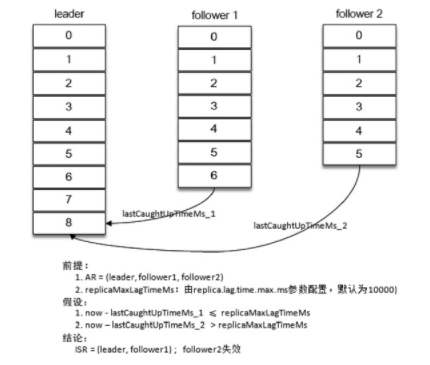 leader
follower 1
follower 2
0
1
2
3
4
5
6
7
8
0
1
2
3
4
5
6
0
1
2
3
4
5
lastCaughtUpTimeMs_1
lastCaughtUpTimeMs_2
前提：
1. AR = (leader, follower1, follower2)
2. replicaMaxLagTimeMs：由replica.lag.time.max.ms参数配置，默认为10000)
假设：
1. now - lastCaughtUpTimeMs_1 ≤ replicaMaxLagTimeMs
2. now – lastCaughtUpTimeMs_2 > replicaMaxLagTimeMs
结论：
ISR = (leader, follower1)；follower2失效